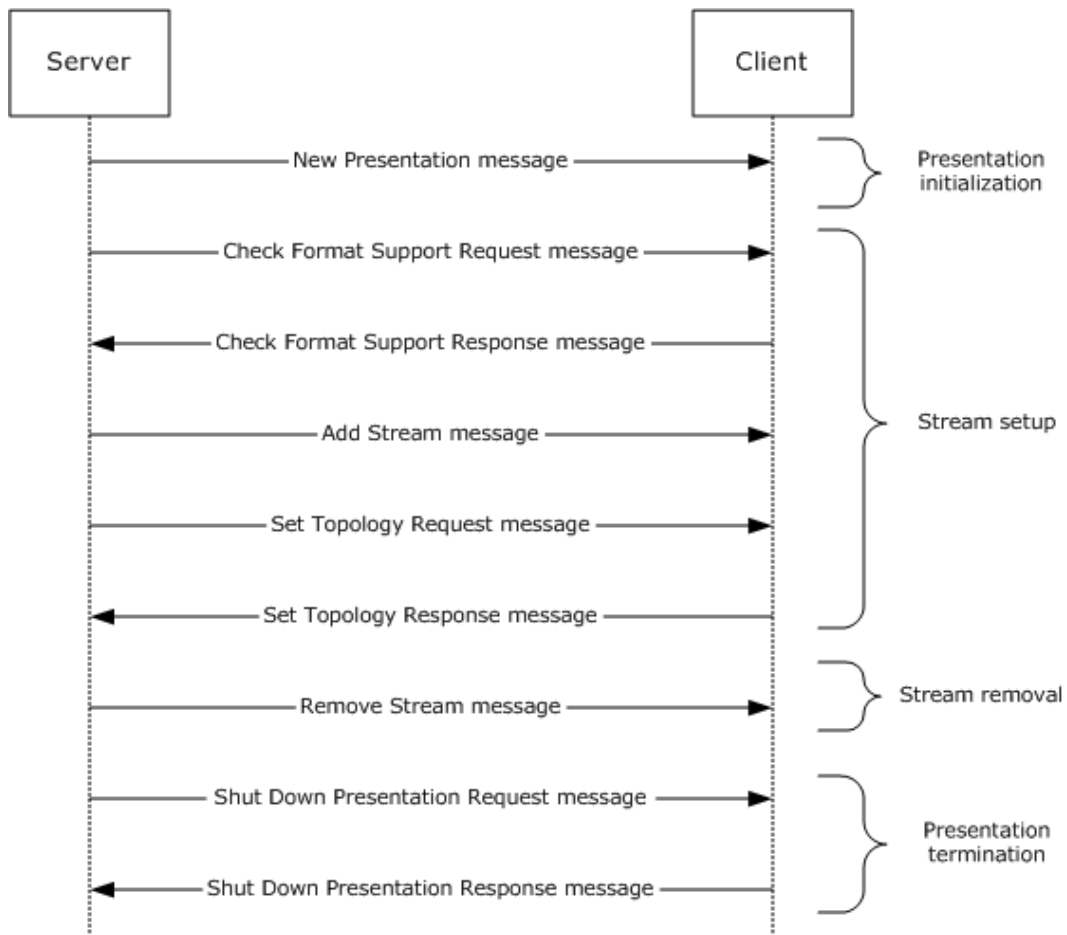 Server
Client
New Presentation message
Presentation
initialization
Check Format Support Request message
Check Format Support Response message
Add Stream message
Stream setup
Set Topology Request message
Set Topology Response message
Remove Stream message
Stream removal
Shut Down Presentation Request message
Presentation
termination
Shut Down Presentation Response message